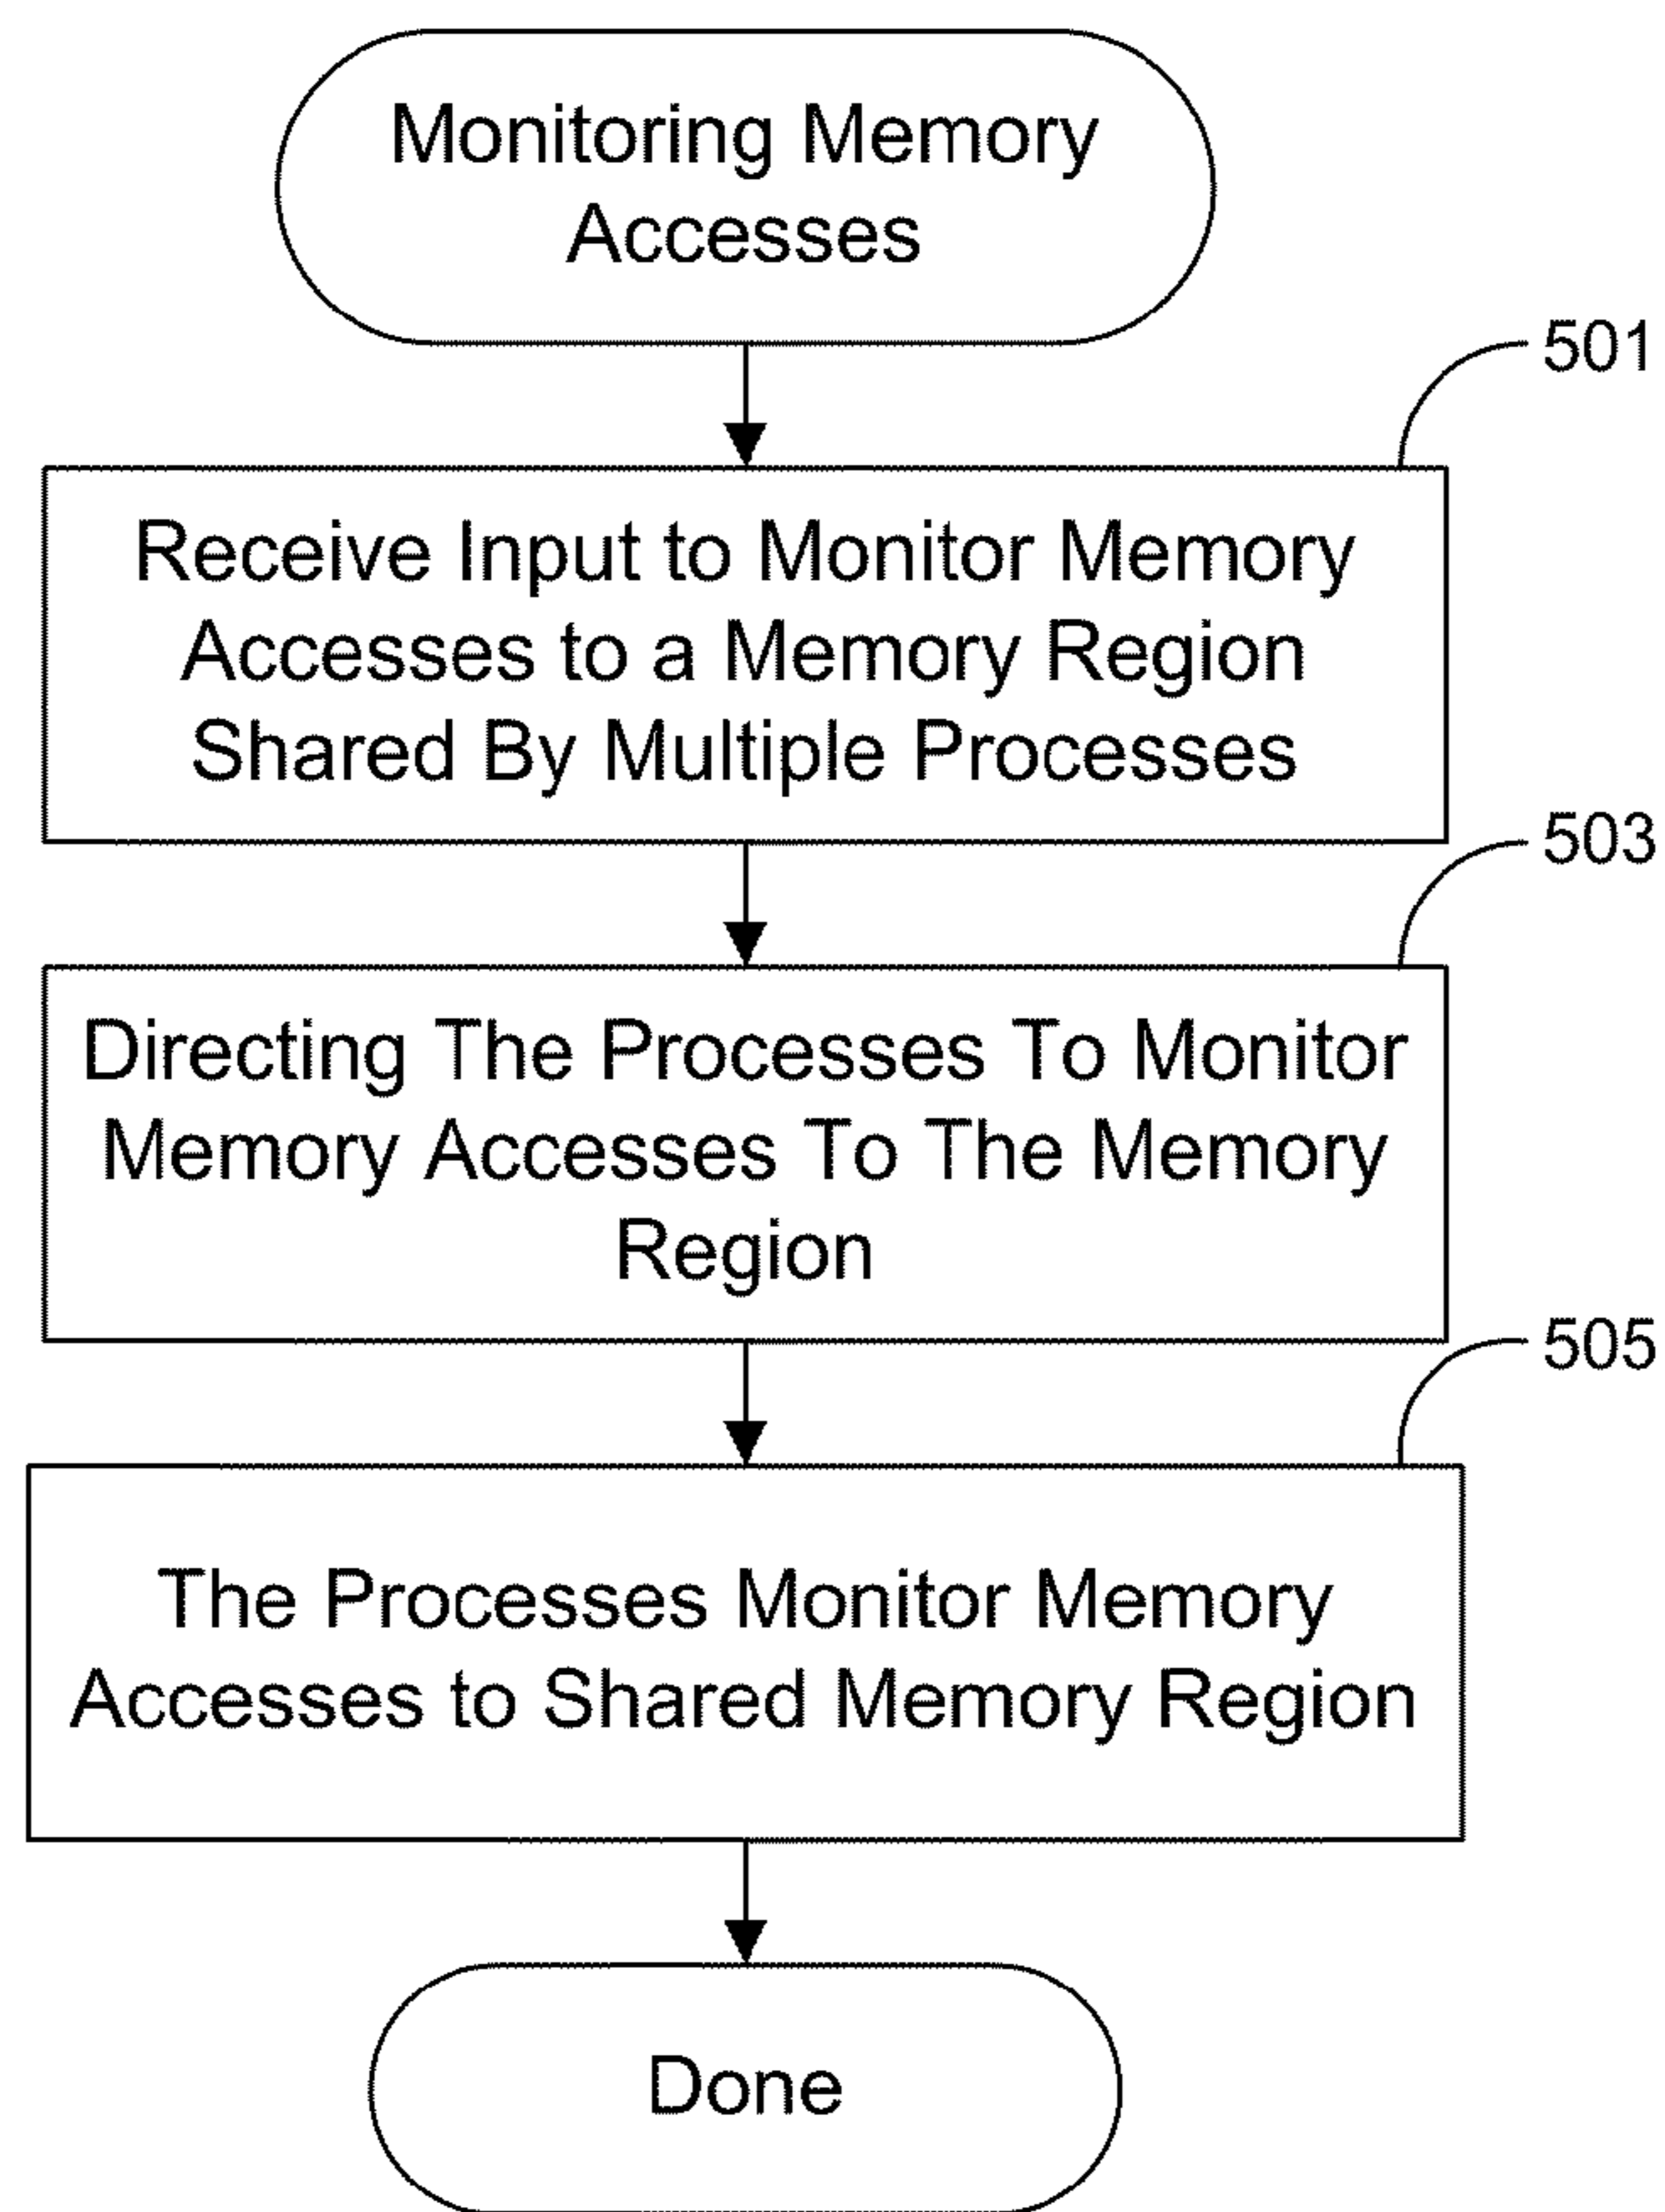 Monitoring Memory
Accesses
501
Receive Input to Monitor Memory
Accesses to a Memory Region
Shared By Multiple Processes
503
Directing The Processes To Monitor
Memory Accesses To The Memory
Region
505
The Processes Monitor Memory
Accesses to Shared Memory Region
Done